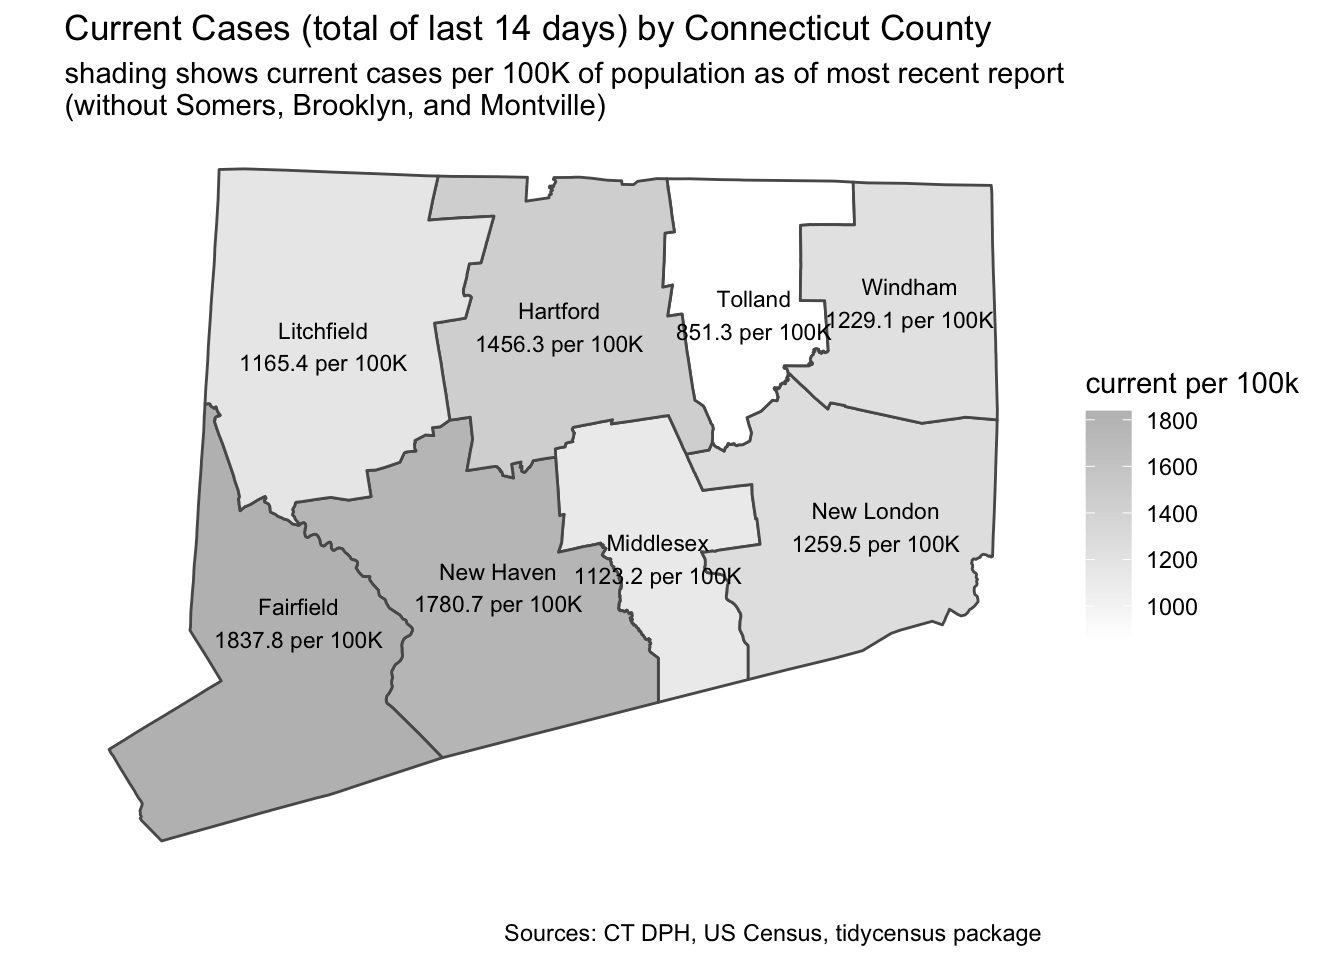 Current Cases (total of last 14 days) by Connecticut County
shading shows current cases per 100K of population as of most recent report
(without Somers, Brooklyn, and Montville)
Litchfield
1165.4 per 100K
Hartford
1456.3 per 100K
Tolland
851.3 per 100K
Windham
1229.1 per 100K
Fairfield
1837.8 per 100K
New Haven
1780.7 per 100K
Middlesex
1123.2 per 100K
New London
1259.5 per 100K
current per 100k
1800
1600
1400
1200
1000
Sources: CT DPH, US Census, tidycensus package